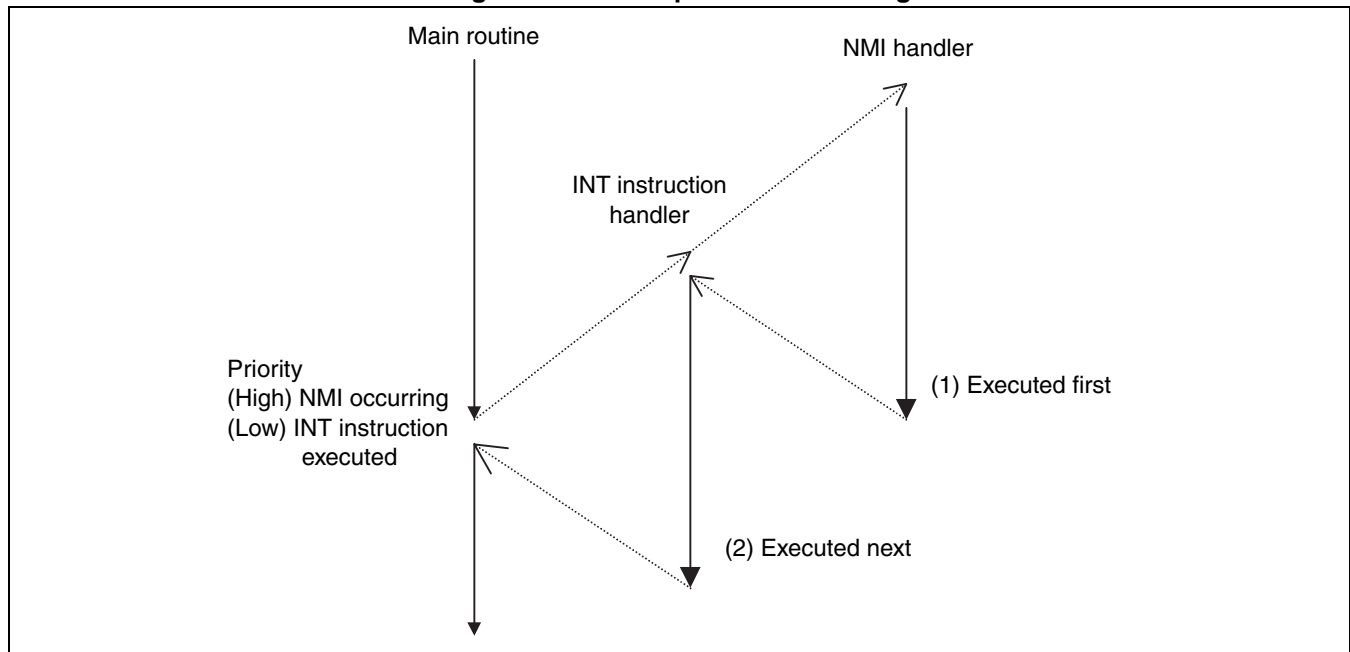 Main routine
NMI handler
INT instruction
handler
Priority
(High) NMI occurring
(Low) INT instruction
executed
(1) Executed first
(2) Executed next